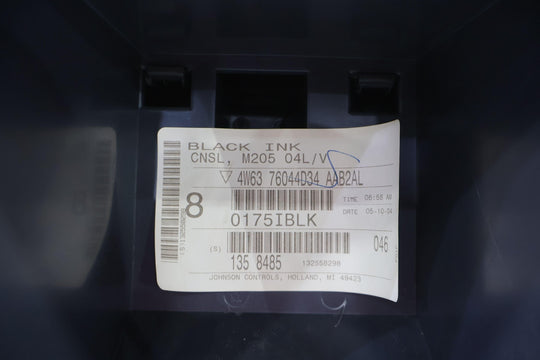 BLACK INK
CNSL, M205 04L/V
▽ 4W63 76044D34 AAB2AL
TIME 06:56 AM
8
0175IBLK
DATE 05-10-04
(S) 135 8485
132558298
046
JOHNSON CONTROLS, HOLLAND, MI 49423